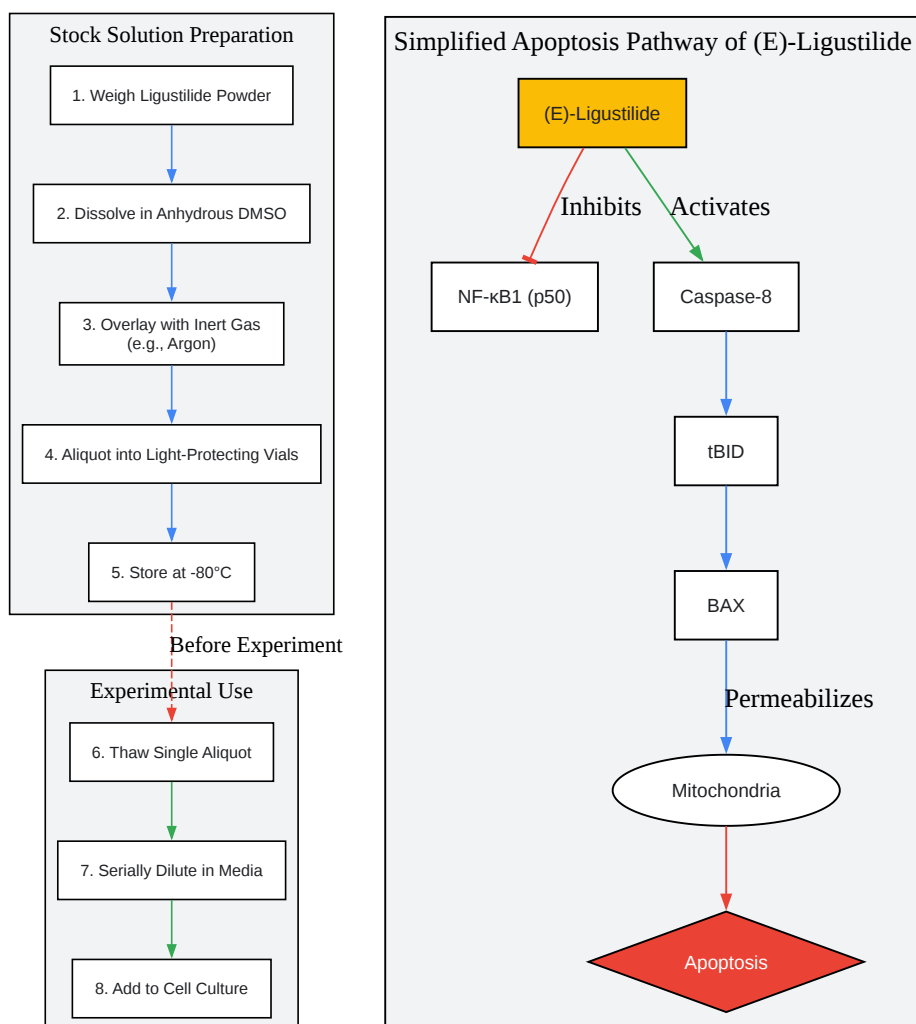 Stock Solution Preparation
1. Weigh Ligustilide Powder
2. Dissolve in Anhydrous DMSO
3. Overlay with Inert Gas
(e.g., Argon)
4. Aliquot into Light-Protecting Vials
5. Store at -80°C
Before Experiment
Experimental Use
6. Thaw Single Aliquot
7. Serially Dilute in Media
8. Add to Cell Culture
Simplified Apoptosis Pathway of (E)-Ligustilide
(E)-Ligustilide
Inhibits
Activates
NF-κB1 (p50)
Caspase-8
tBID
BAX
Permeabilizes
Mitochondria
Apoptosis